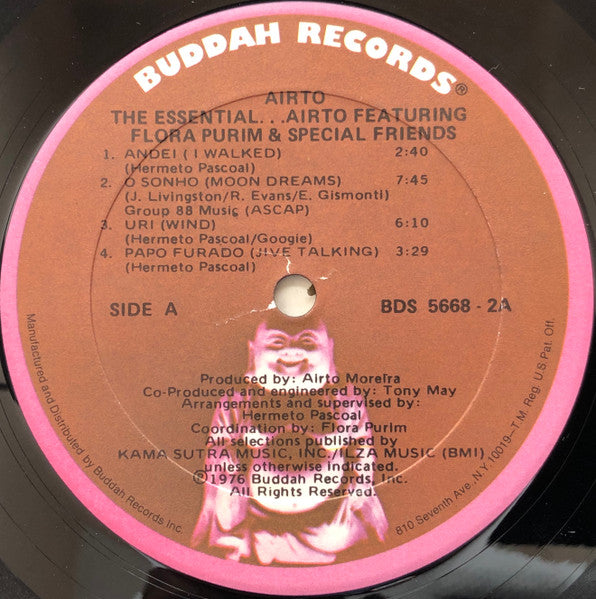 BUDDAH RECORDS®
AIRTO
THE ESSENTIAL...AIRTO FEATURING
FLORA PURIM & SPECIAL FRIENDS
1. ANDEI ( I WALKED) 2:40
(Hermeto Pascoal)
2. O SONHO (MOON DREAMS) 7:45
(J. Livingston/R. Evans/E. Gismonti)
Group 88 Music (ASCAP)
3. URI (WIND) 6:10
(Hermeto Pascoal/Googie)
4. PAPO FURADO (JIVE TALKING) 3:29
(Hermeto Pascoal)
SIDE A BDS 5668 - 2A
Produced by: Airto Moreira
Co-Produced and engineered by: Tony May
Arrangements and supervised by:
Hermeto Pascoal
Coordination by: Flora Purim
All selections published by
KAMA SUTRA MUSIC, INC./ILZA MUSIC (BMI)
unless otherwise indicated.
©1976 Buddah Records, Inc.
All Rights Reserved.
Manufactured and Distributed by Buddah Records Inc.
810 Seventh Ave., N.Y. 10019–T.M. Reg. U.S. Pat. Off.